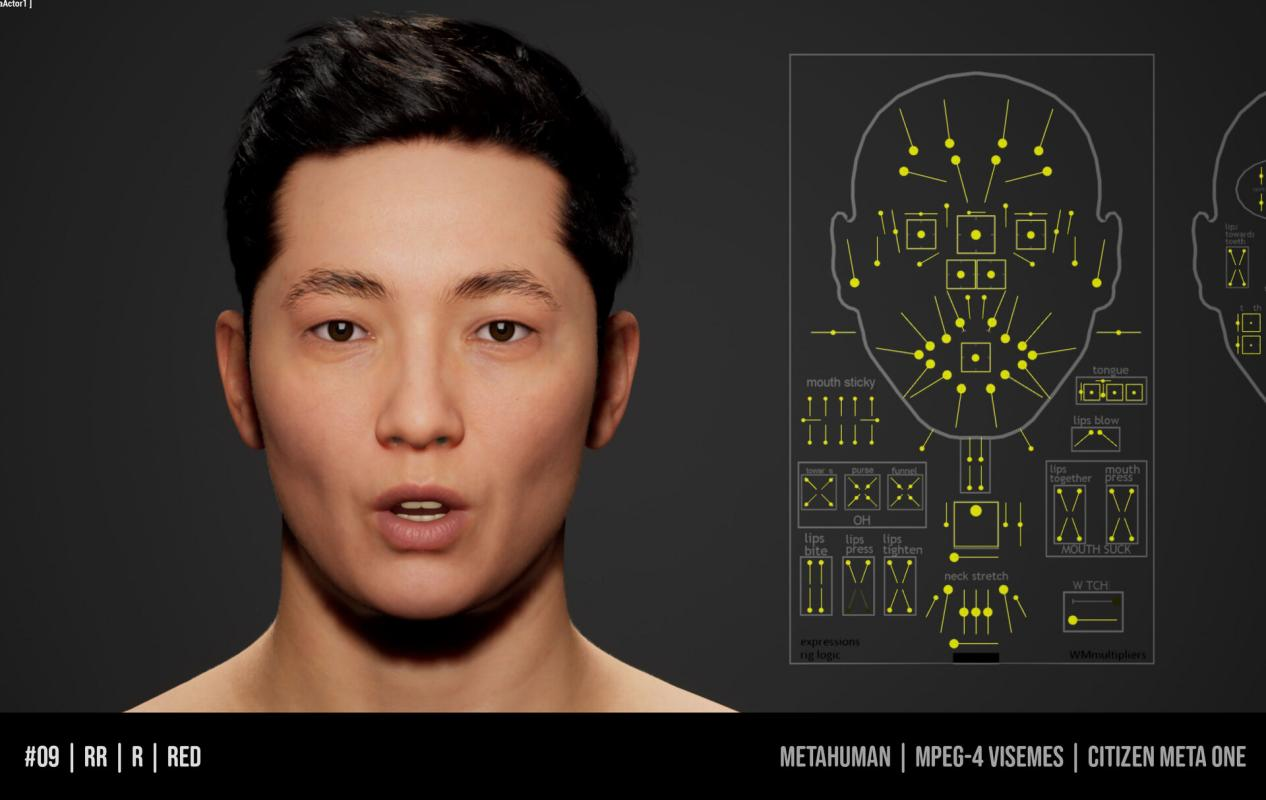 aActor1 ]
lips
towards
teeth
t th
mouth sticky
tongue
lips blow
purse
funnel
OH
lips
together
mouth
press
MOUTH SUCK
lips
bite
lips
press
lips
tighten
neck stretch
W TCH
expressions
rig logic
WMmultipliers
#09 | RR | R | RED
METAHUMAN | MPEG-4 VISEMES | CITIZEN META ONE